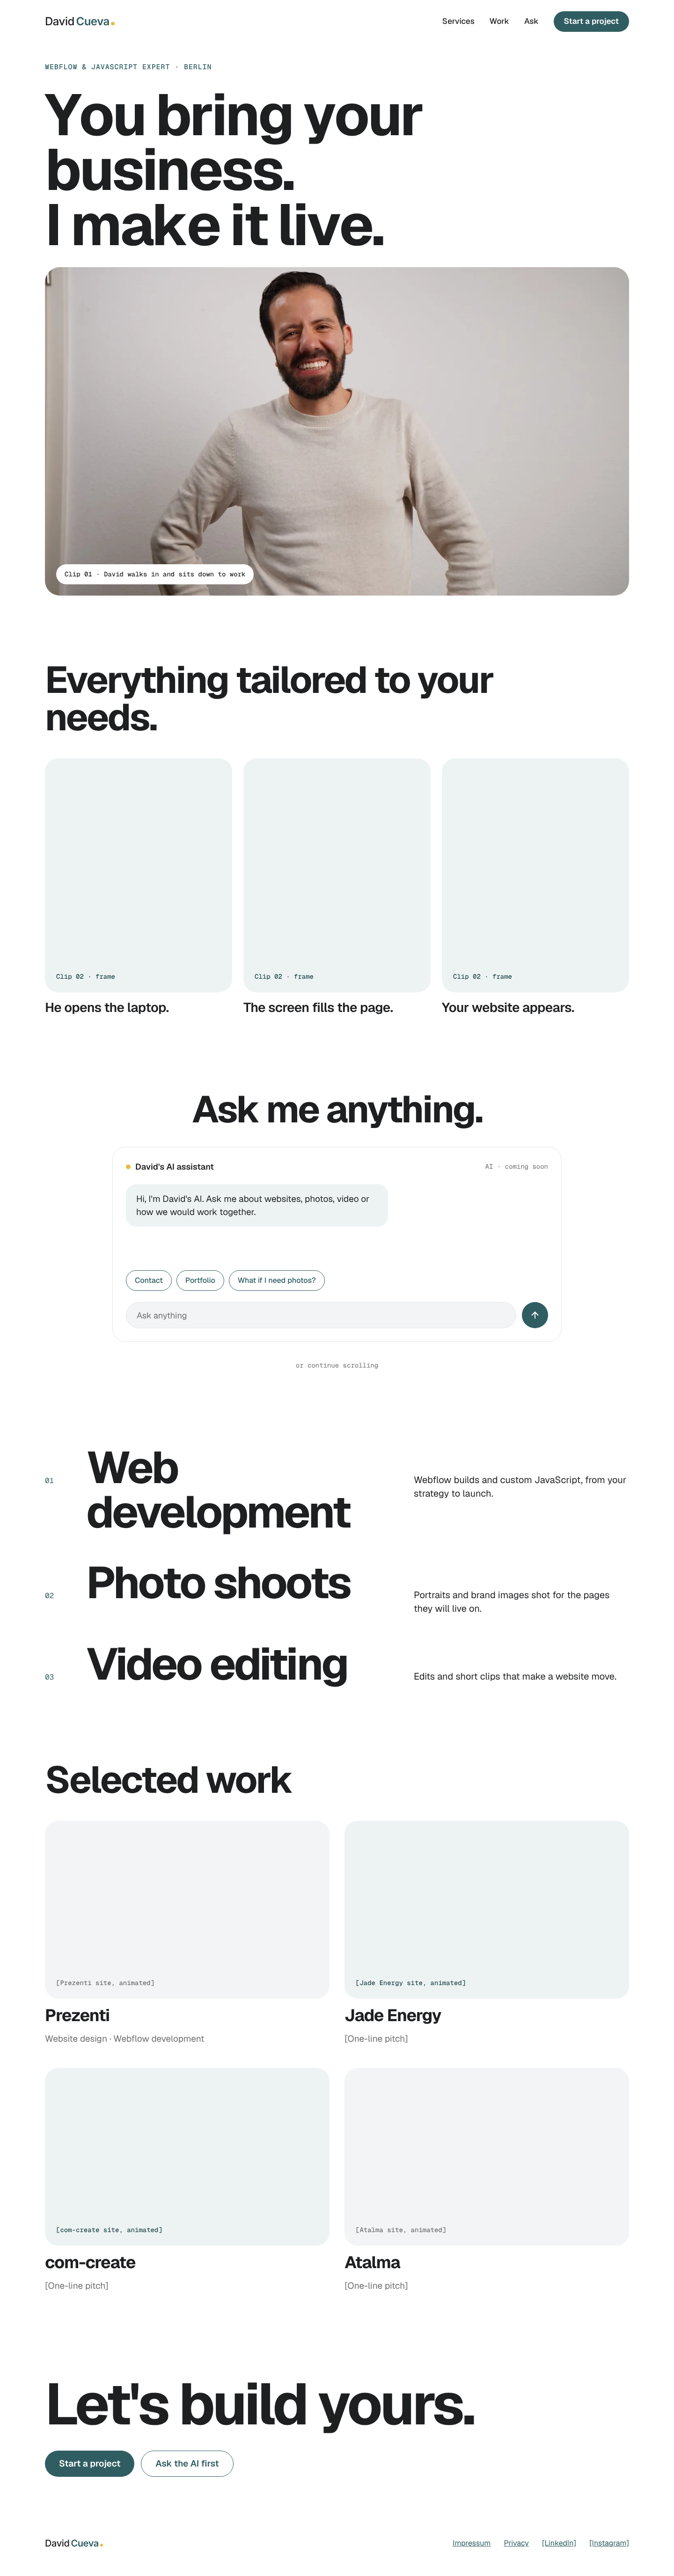 David Cueva.
Services Work Ask Start a project
WEBFLOW & JAVASCRIPT EXPERT · BERLIN
You bring your
business.
I make it live.
Clip 01 · David walks in and sits down to work
Everything tailored to your
needs.
Clip 02 · frame
Clip 02 · frame
Clip 02 · frame
He opens the laptop.
The screen fills the page.
Your website appears.
Ask me anything.
David's AI assistant
AI · coming soon
Hi, I'm David's AI. Ask me about websites, photos, video or
how we would work together.
Contact Portfolio What if I need photos?
Ask anything
or continue scrolling
01
Web
development
Webflow builds and custom JavaScript, from your
strategy to launch.
02
Photo shoots
Portraits and brand images shot for the pages
they will live on.
03
Video editing
Edits and short clips that make a website move.
Selected work
[Prezenti site, animated]
Prezenti
Website design · Webflow development
[Jade Energy site, animated]
Jade Energy
[One-line pitch]
[com-create site, animated]
com-create
[One-line pitch]
[Atalma site, animated]
Atalma
[One-line pitch]
Let's build yours.
Start a project Ask the AI first
David Cueva.
Impressum Privacy [LinkedIn] [Instagram]